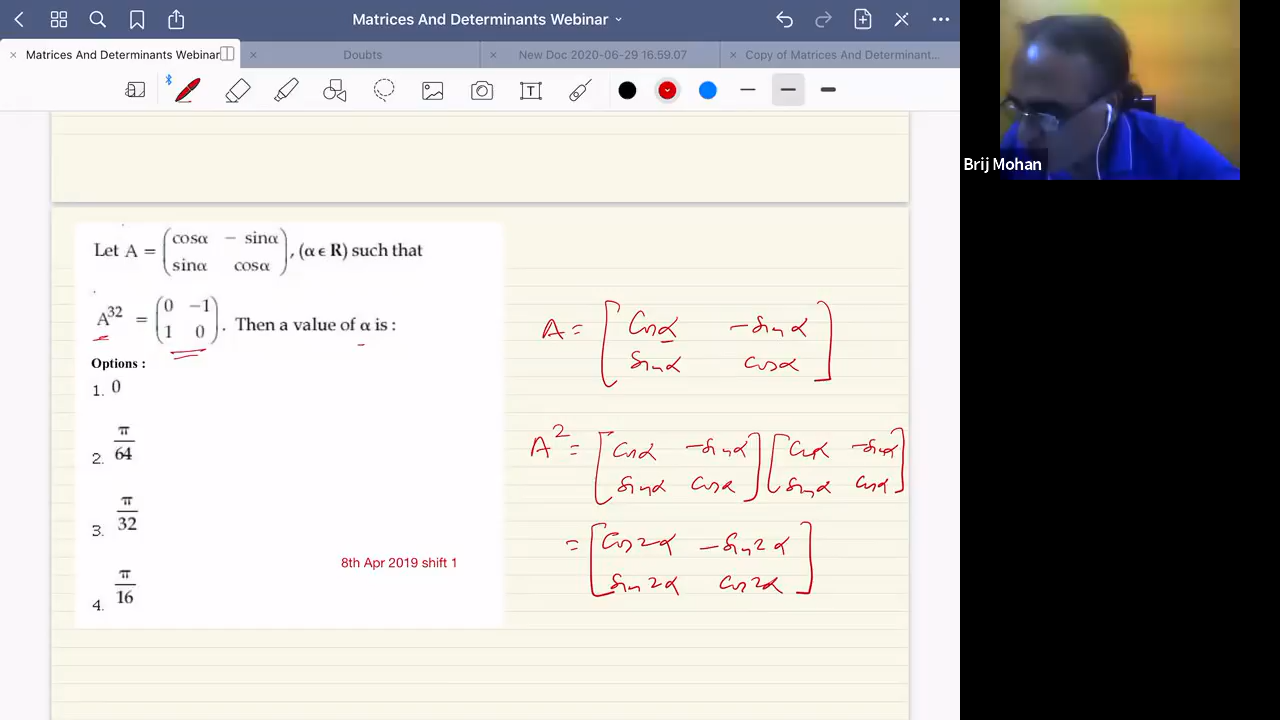 Matrices And Determinants Webinar
Matrices And Determinants Webinar
Doubts
New Doc 2020-06-29 16.59.07
Copy of Matrices And Determinant...
Brij Mohan
Let A = (cosα − sinα
sinα cosα), (α ϵ R) such that
A³² = (0 −1
1 0). Then a value of α is :
Options :
1. 0
2. π/64
3. π/32
4. π/16
8th Apr 2019 shift 1
A = [cosα −sinα
sinα cosα]
A² = [cosα −sinα] [cosα −sinα]
[sinα cosα] [sinα cosα]
= [cos2α −sin2α
sin2α cos2α]